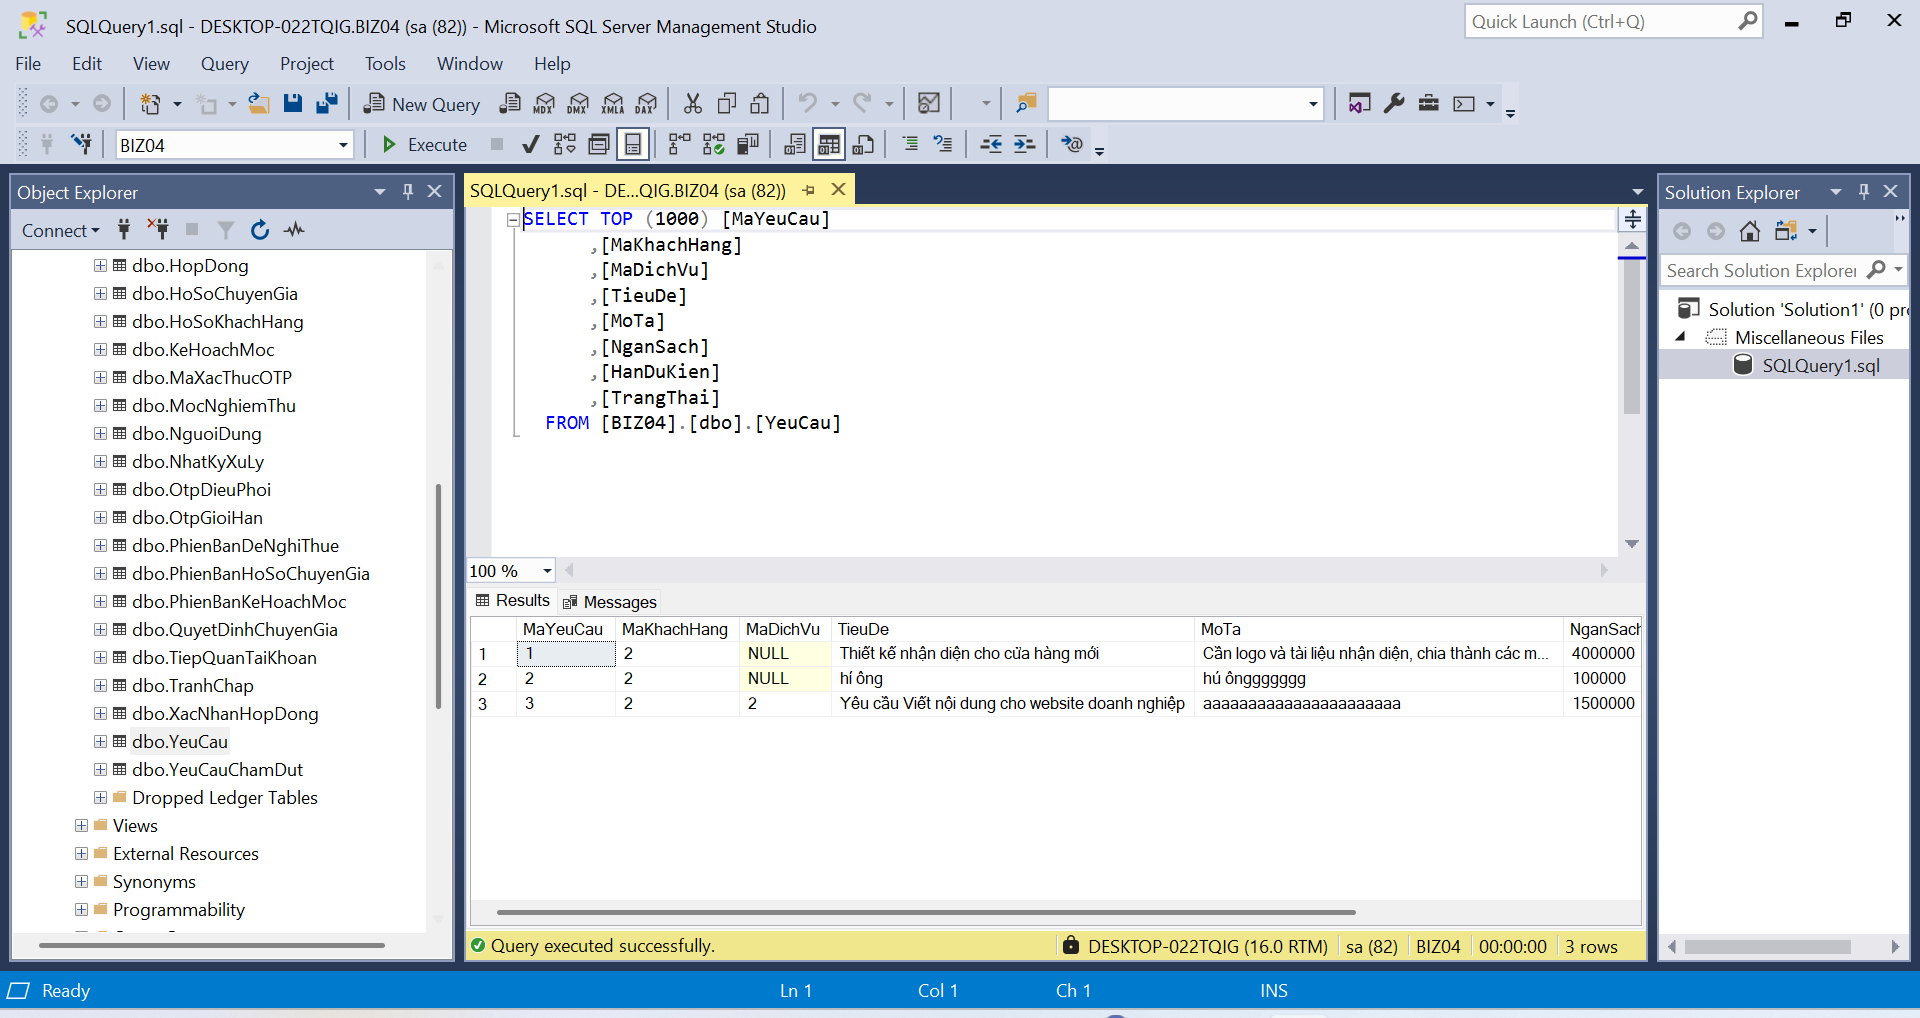 SQLQuery1.sql - DESKTOP-022TQIG.BIZ04 (sa (82)) - Microsoft SQL Server Management Studio
Quick Launch (Ctrl+Q)
File Edit View Query Project Tools Window Help
New Query MDX DMX XMLA DAX
BIZ04 Execute
Object Explorer
Connect
dbo.HopDong
dbo.HoSoChuyenGia
dbo.HoSoKhachHang
dbo.KeHoachMoc
dbo.MaXacThucOTP
dbo.MocNghiemThu
dbo.NguoiDung
dbo.NhatKyXuLy
dbo.OtpDieuPhoi
dbo.OtpGioiHan
dbo.PhienBanDeNghiThue
dbo.PhienBanHoSoChuyenGia
dbo.PhienBanKeHoachMoc
dbo.QuyetDinhChuyenGia
dbo.TiepQuanTaiKhoan
dbo.TranhChap
dbo.XacNhanHopDong
dbo.YeuCau
dbo.YeuCauChamDut
Dropped Ledger Tables
Views
External Resources
Synonyms
Programmability
SQLQuery1.sql - DE...QIG.BIZ04 (sa (82))
SELECT TOP (1000) [MaYeuCau]
,[MaKhachHang]
,[MaDichVu]
,[TieuDe]
,[MoTa]
,[NganSach]
,[HanDuKien]
,[TrangThai]
FROM [BIZ04].[dbo].[YeuCau]
100 %
Results Messages
MaYeuCau MaKhachHang MaDichVu TieuDe MoTa NganSach
1 1 2 NULL Thiết kế nhận diện cho cửa hàng mới Cần logo và tài liệu nhận diện, chia thành các m... 4000000
2 2 2 NULL hí ông hú ônggggggg 100000
3 3 2 2 Yêu cầu Viết nội dung cho website doanh nghiệp aaaaaaaaaaaaaaaaaaaaaa 1500000
Query executed successfully. DESKTOP-022TQIG (16.0 RTM) sa (82) BIZ04 00:00:00 3 rows
Solution Explorer
Search Solution Explorer
Solution 'Solution1' (0 pro
Miscellaneous Files
SQLQuery1.sql
Ready Ln 1 Col 1 Ch 1 INS